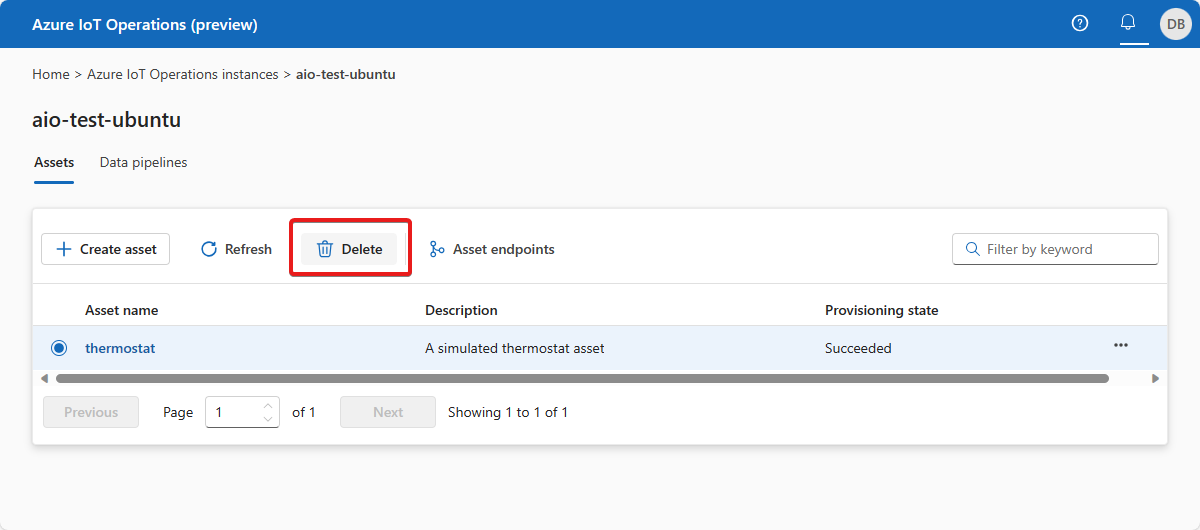 Azure IoT Operations (preview)
DB
Home > Azure IoT Operations instances > aio-test-ubuntu
aio-test-ubuntu
Assets Data pipelines
Create asset Refresh Delete Asset endpoints Filter by keyword
Asset name Description Provisioning state
thermostat A simulated thermostat asset Succeeded
Previous Page 1 of 1 Next Showing 1 to 1 of 1